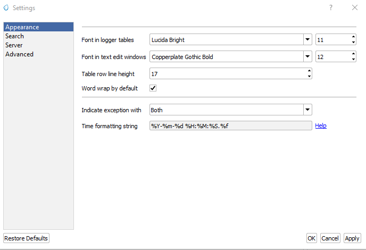 Settings
Appearance
Search
Server
Advanced
Font in logger tables Lucida Bright 11
Font in text edit windows Copperplate Gothic Bold 12
Table row line height 17
Word wrap by default
Indicate exception with Both
Time formatting string %Y-%m-%d %H:%M:%S.%f Help
Restore Defaults OK Cancel Apply